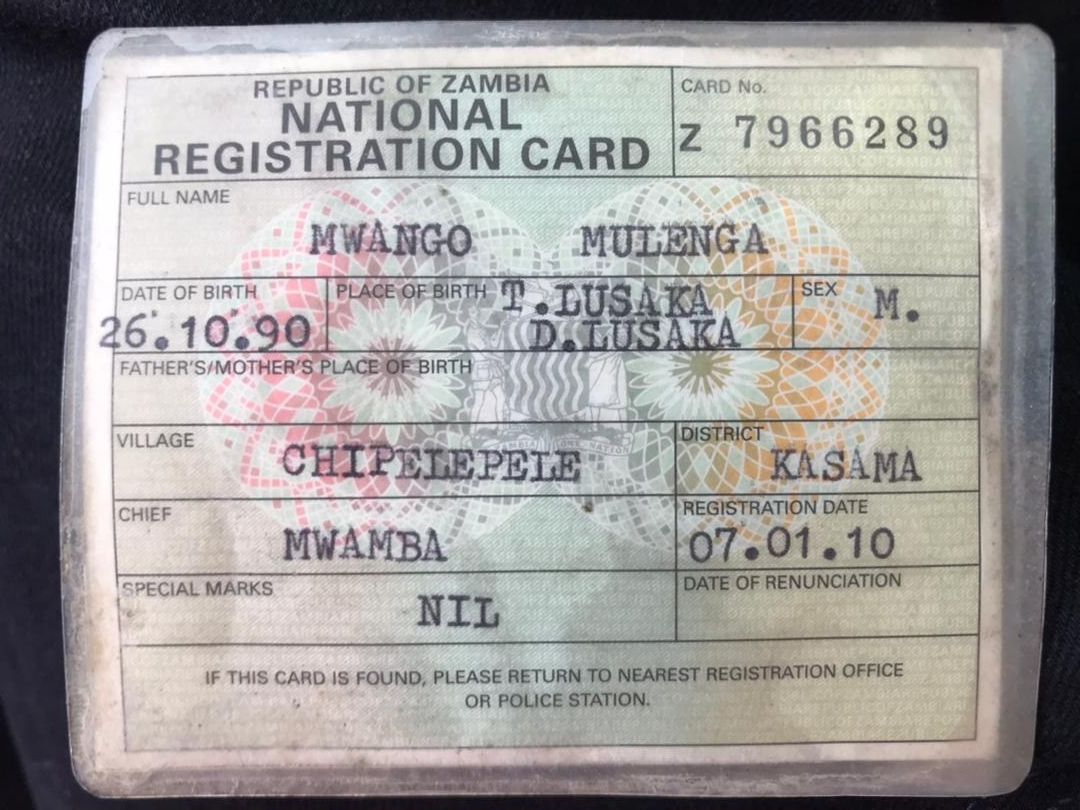 REPUBLIC OF ZAMBIA
NATIONAL
REGISTRATION CARD
CARD No.
Z 7966289
FULL NAME
MWANGO MULENGA
DATE OF BIRTH
26.10.90
PLACE OF BIRTH T.LUSAKA
D.LUSAKA
SEX M.
FATHER'S/MOTHER'S PLACE OF BIRTH
VILLAGE
CHIPELEPELE
DISTRICT
KASAMA
CHIEF
MWAMBA
REGISTRATION DATE
07.01.10
SPECIAL MARKS
NIL
DATE OF RENUNCIATION
IF THIS CARD IS FOUND, PLEASE RETURN TO NEAREST REGISTRATION OFFICE
OR POLICE STATION.